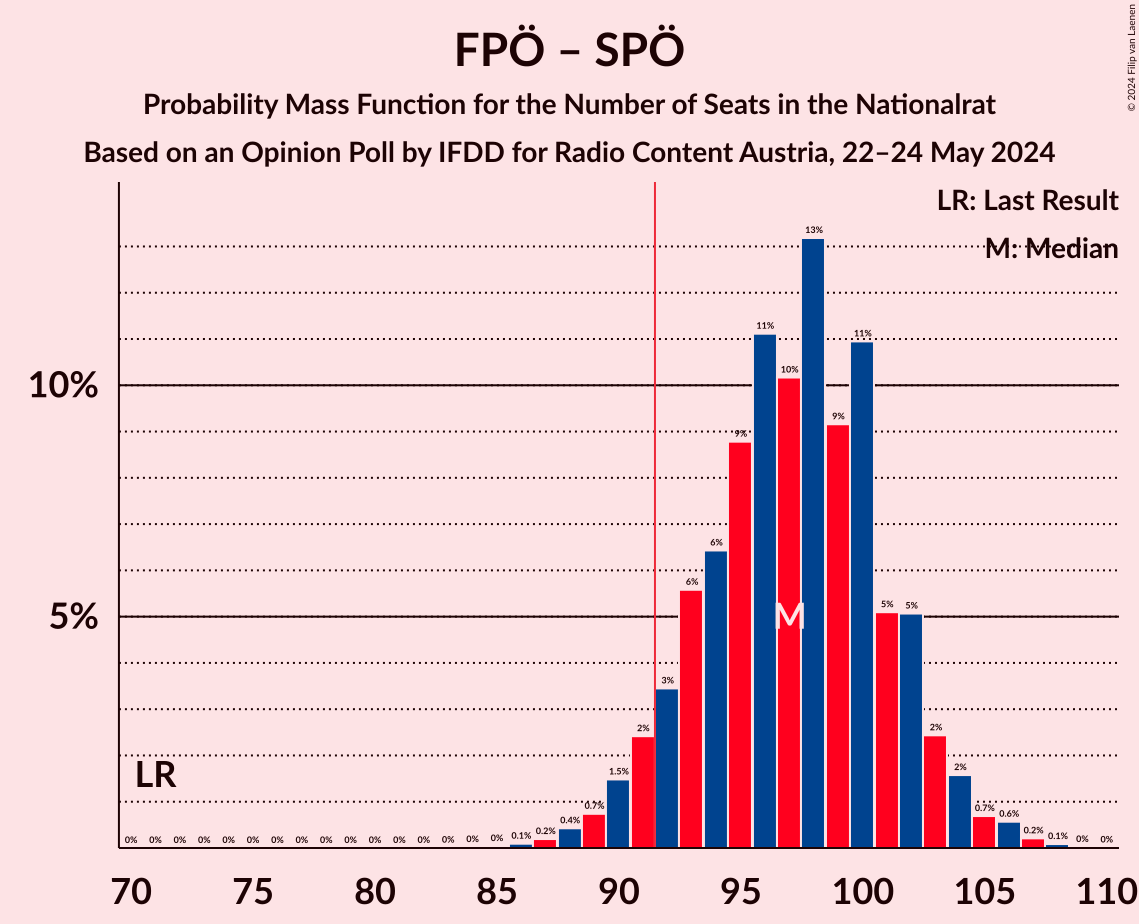 FPÖ – SPÖ
Probability Mass Function for the Number of Seats in the Nationalrat
Based on an Opinion Poll by IFDD for Radio Content Austria, 22–24 May 2024
© 2024 Filip van Laenen
LR: Last Result
M: Median
13%
11%
11%
10%
10%
9%
9%
6%
6%
5%
M
5%
5%
3%
2%
2%
LR
1.5%
2%
0% 0% 0% 0% 0% 0% 0% 0% 0% 0% 0% 0% 0% 0% 0% 0% 0.1% 0.2% 0.4% 0.7%
0.7% 0.6% 0.2% 0.1% 0% 0%
70 75 80 85 90 95 100 105 110